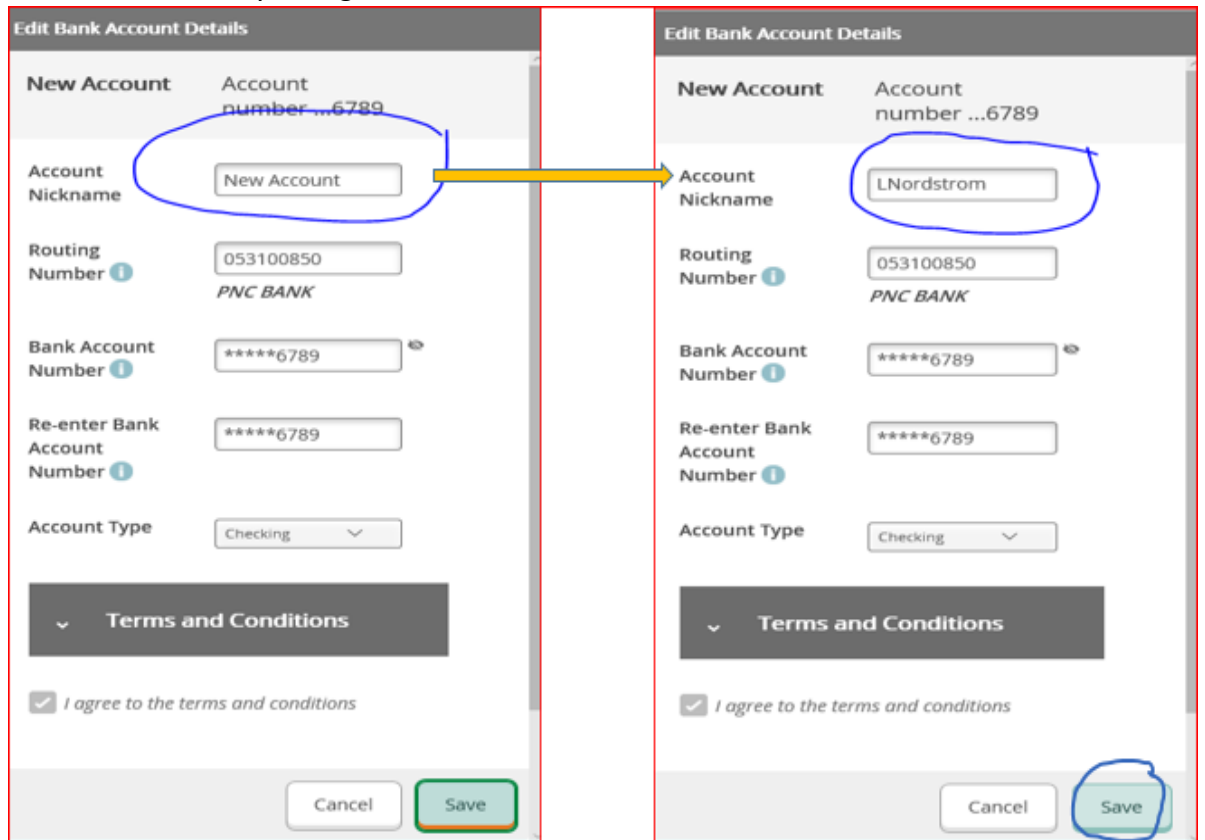 Edit Bank Account Details
New Account Account
number ...6789
Account
Nickname
New Account
Routing
Number
053100850
PNC BANK
Bank Account
Number
*****6789
Re-enter Bank
Account
Number
*****6789
Account Type
Checking
Terms and Conditions
I agree to the terms and conditions
Cancel Save
Edit Bank Account Details
New Account Account
number ...6789
Account
Nickname
LNordstrom
Routing
Number
053100850
PNC BANK
Bank Account
Number
*****6789
Re-enter Bank
Account
Number
*****6789
Account Type
Checking
Terms and Conditions
I agree to the terms and conditions
Cancel Save